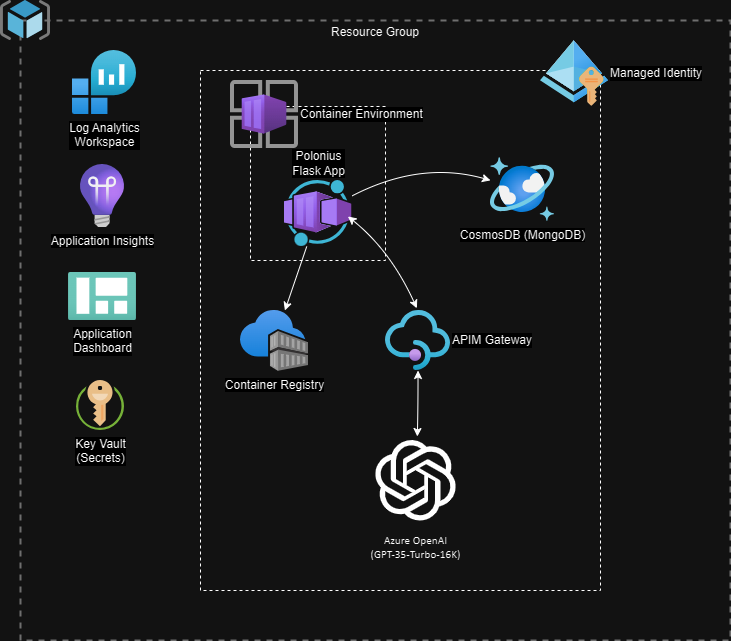 Resource Group
Managed Identity
Log Analytics
Workspace
Container Environment
Polonius
Flask App
Application Insights
CosmosDB (MongoDB)
Application
Dashboard
APIM Gateway
Container Registry
Key Vault
(Secrets)
Azure OpenAI
(GPT-35-Turbo-16K)